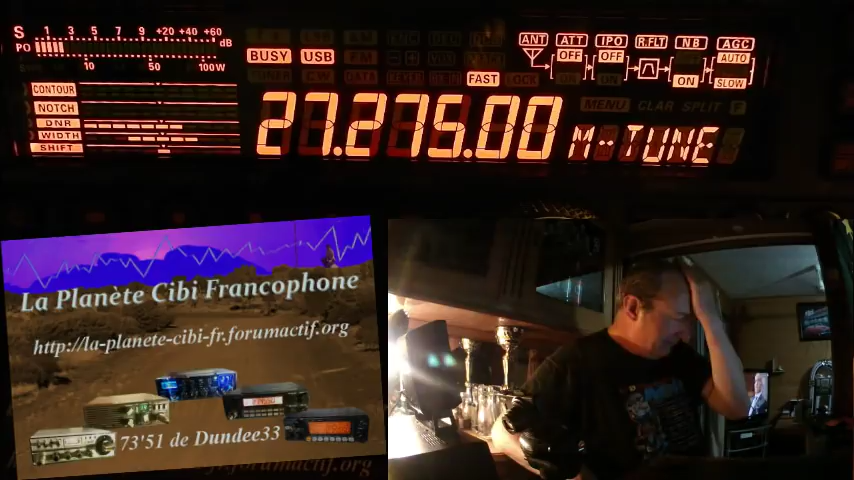 S 1 3 5 7 9 +20 +40 +60 dB
PO 10 50 100W
BUSY USB
FAST
ANT ATT IPO R.FLT NB AGC
OFF OFF AUTO
ON SLOW
CONTOUR
NOTCH
DNR
WIDTH
SHIFT
27.275.00 M-TUNE
MENU CLAR SPLIT F
La Planète Cibi Francophone
http://la-planete-cibi-fr.forumactif.org
73'51 de Dundee33